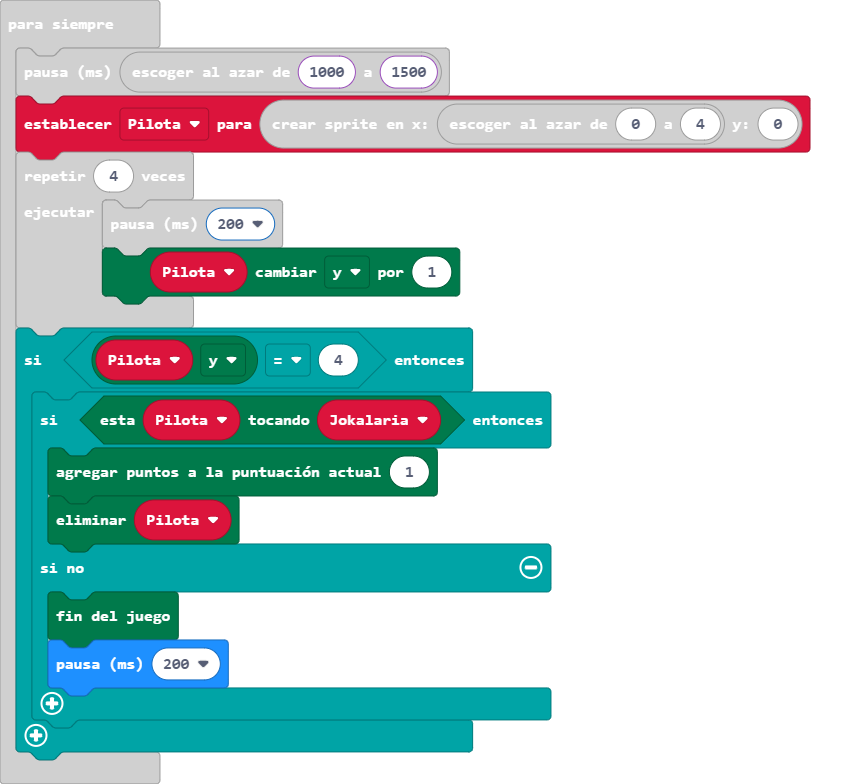 para siempre
pausa (ms) escoger al azar de 1000 a 1500
establecer Pilota para crear sprite en x: escoger al azar de 0 a 4 y: 0
repetir 4 veces
ejecutar
pausa (ms) 200
Pilota cambiar y por 1
si Pilota y = 4 entonces
si esta Pilota tocando Jokalaria entonces
agregar puntos a la puntuación actual 1
eliminar Pilota
si no
fin del juego
pausa (ms) 200